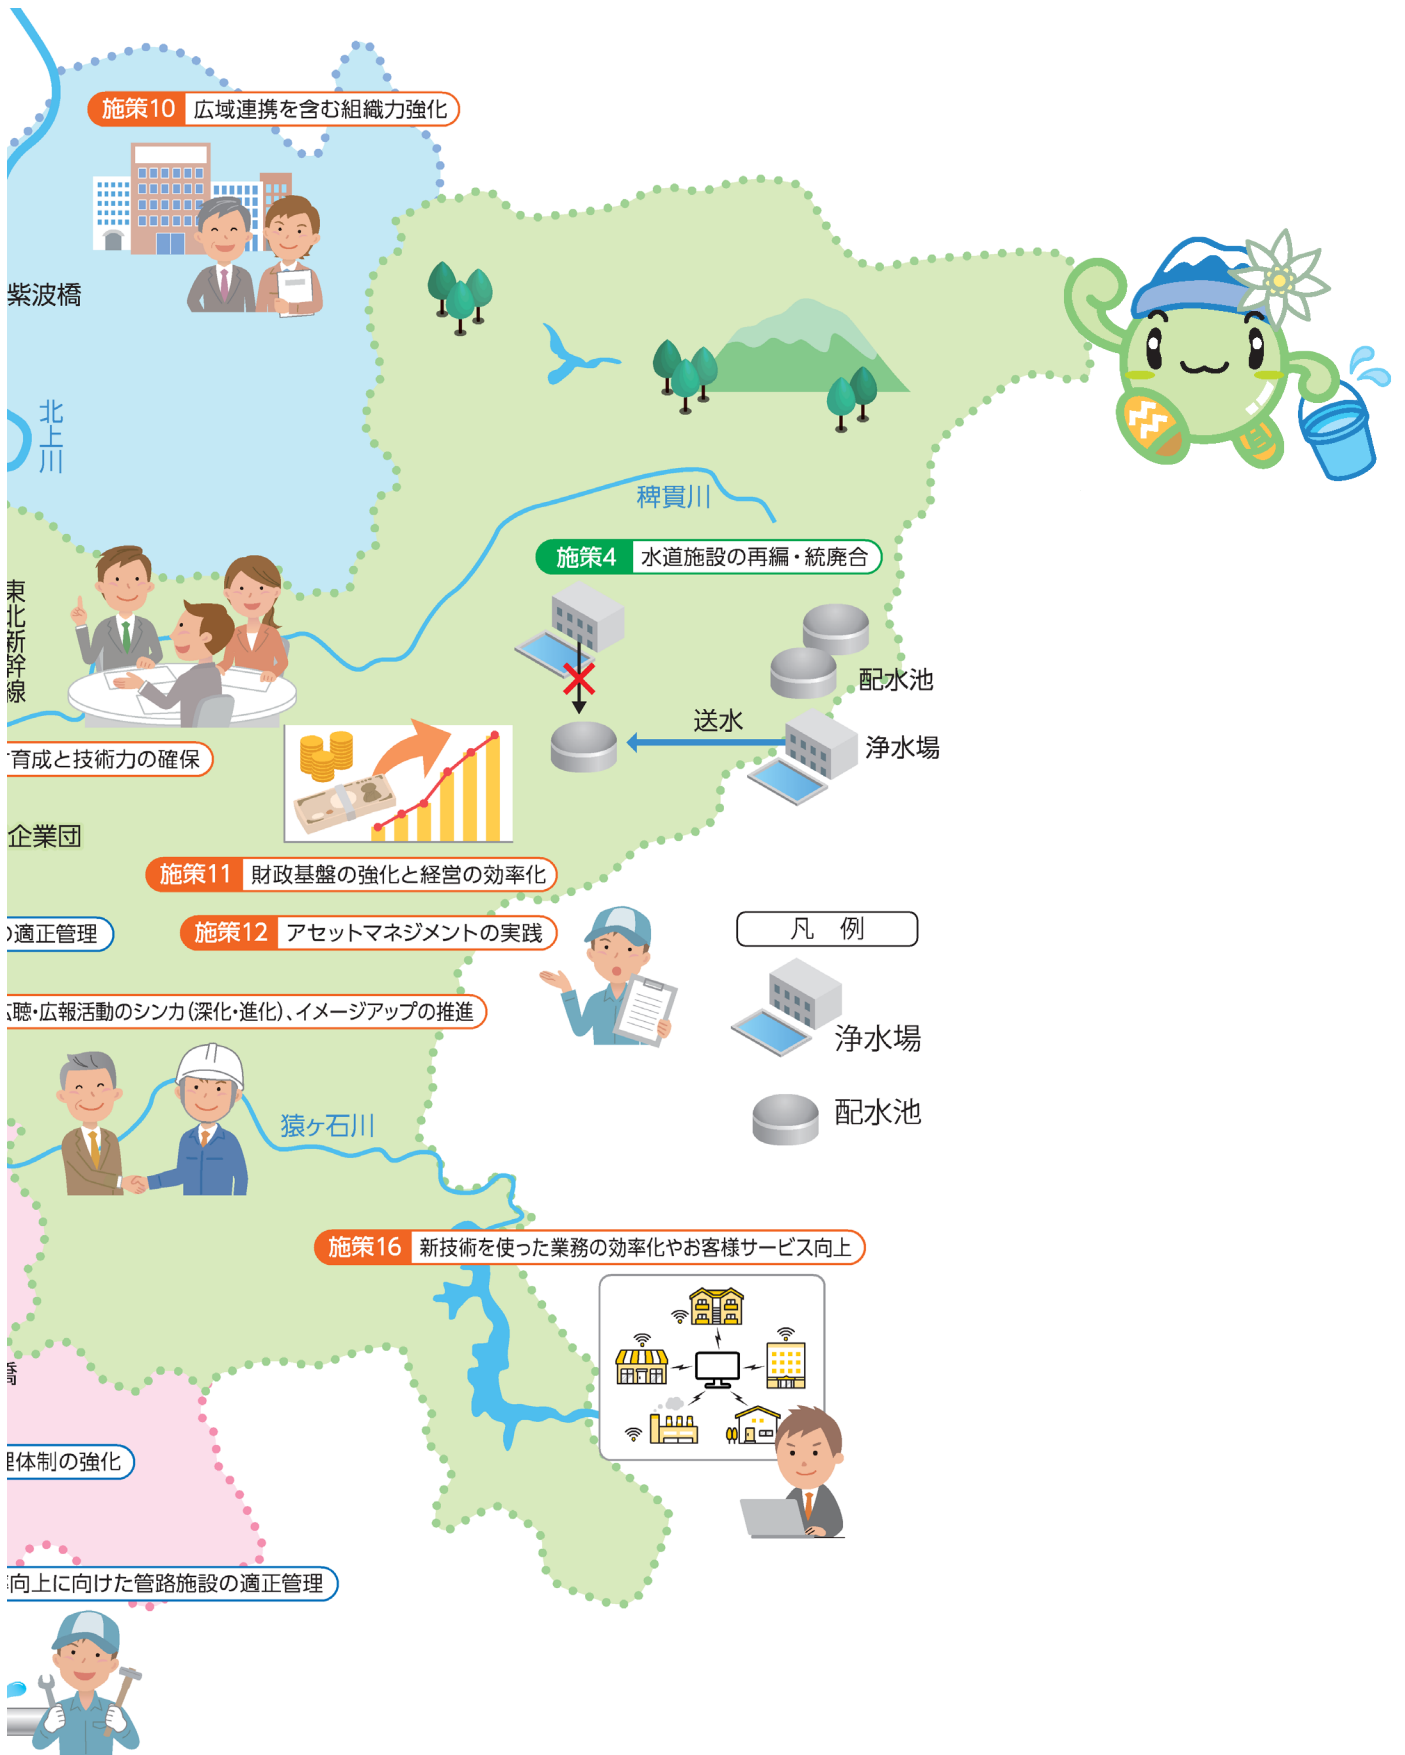 施策10 広域連携を含む組織力強化
紫波橋
北上川
稗貫川
施策4 水道施設の再編・統廃合
東北新幹線
配水池
送水
浄水場
育成と技術力の確保
企業団
施策11 財政基盤の強化と経営の効率化
の適正管理
施策12 アセットマネジメントの実践
凡 例
広聴・広報活動のシンカ(深化・進化)、イメージアップの推進
浄水場
配水池
猿ヶ石川
施策16 新技術を使った業務の効率化やお客様サービス向上
橋
理体制の強化
向上に向けた管路施設の適正管理